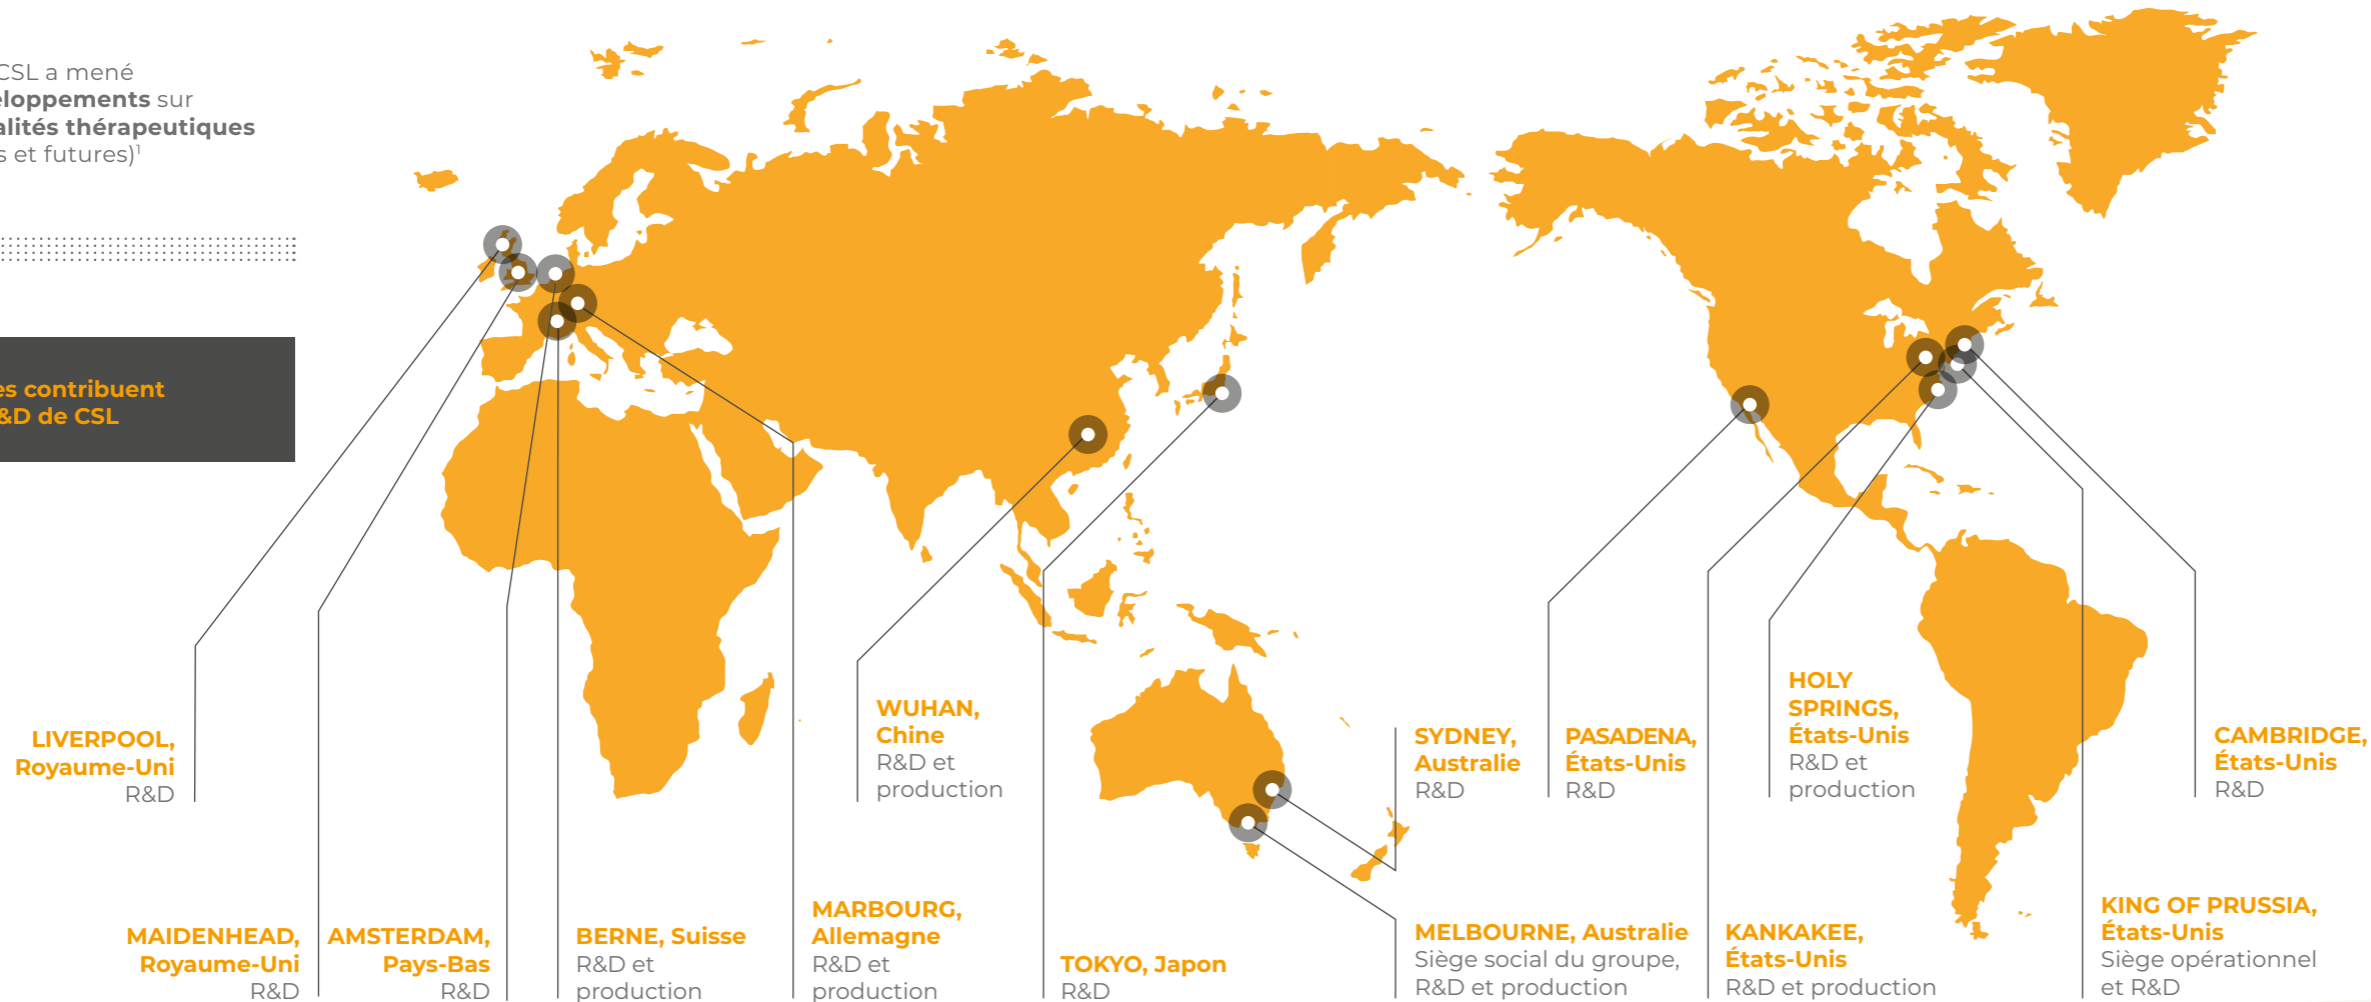 CSL a mené
eloppements sur
alités thérapeutiques
s et futures)¹
es contribuent
&D de CSL
LIVERPOOL,
Royaume-Uni
R&D
MAIDENHEAD,
Royaume-Uni
R&D
AMSTERDAM,
Pays-Bas
R&D
BERNE, Suisse
R&D et
production
MARBOURG,
Allemagne
R&D et
production
WUHAN,
Chine
R&D et
production
TOKYO, Japon
R&D
SYDNEY,
Australie
R&D
MELBOURNE, Australie
Siège social du groupe,
R&D et production
PASADENA,
États-Unis
R&D
KANKAKEE,
États-Unis
R&D et production
HOLY
SPRINGS,
États-Unis
R&D et
production
KING OF PRUSSIA,
États-Unis
Siège opérationnel
et R&D
CAMBRIDGE,
États-Unis
R&D